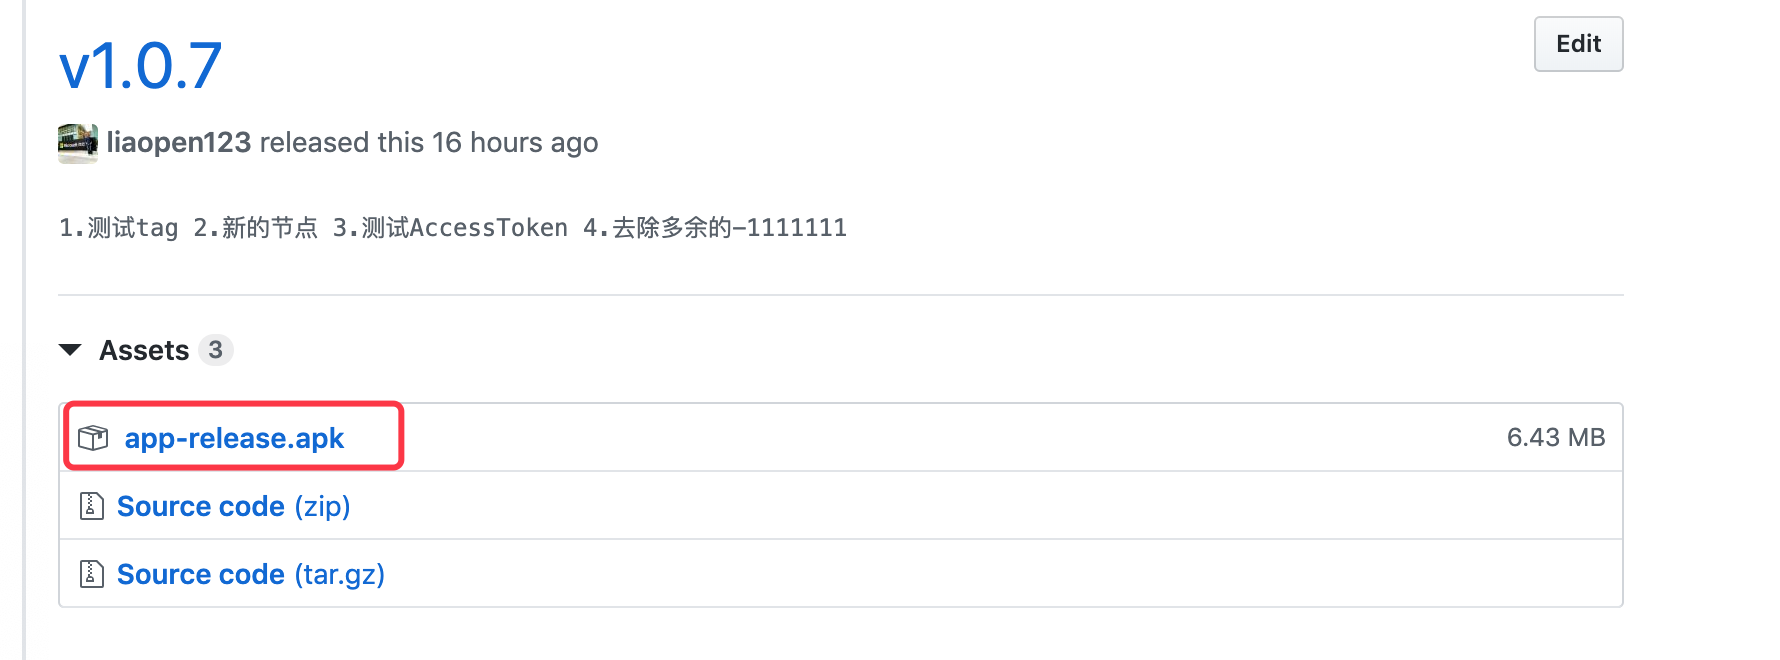 v1.0.7
Edit
liaopen123 released this 16 hours ago
1.测试tag 2.新的节点 3.测试AccessToken 4.去除多余的-1111111
Assets 3
app-release.apk 6.43 MB
Source code (zip)
Source code (tar.gz)